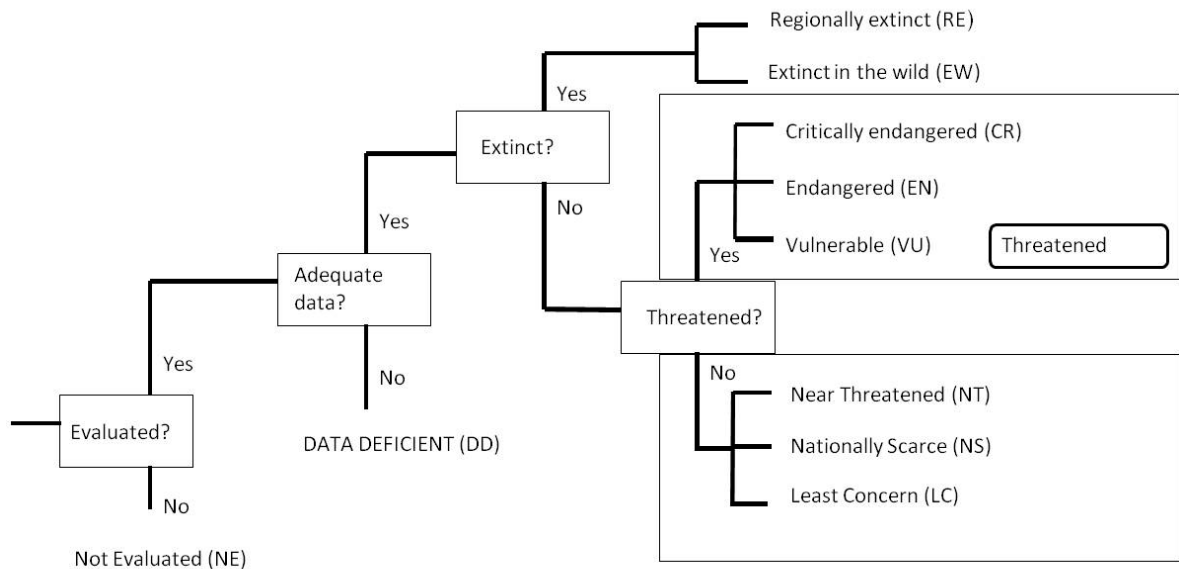 Regionally extinct (RE)
Extinct in the wild (EW)
Yes
Extinct?
Critically endangered (CR)
No
Endangered (EN)
Yes
Vulnerable (VU)
Threatened
Yes
Adequate
data?
Threatened?
Yes
No
No
Near Threatened (NT)
Evaluated?
DATA DEFICIENT (DD)
Nationally Scarce (NS)
Least Concern (LC)
No
Not Evaluated (NE)